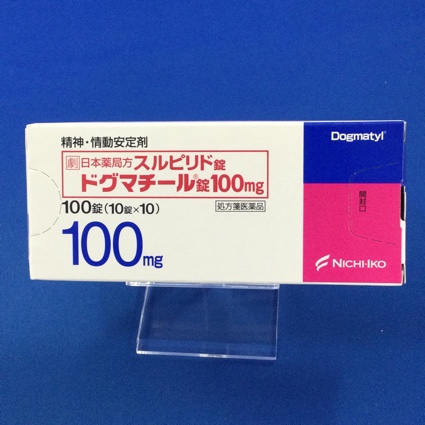 精神・情動安定剤
劇 日本薬局方 スルピリド錠
ドグマチール®錠100mg
100錠(10錠×10)
処方箋医薬品
100mg
Dogmatyl®
開封口
NICHI-IKO